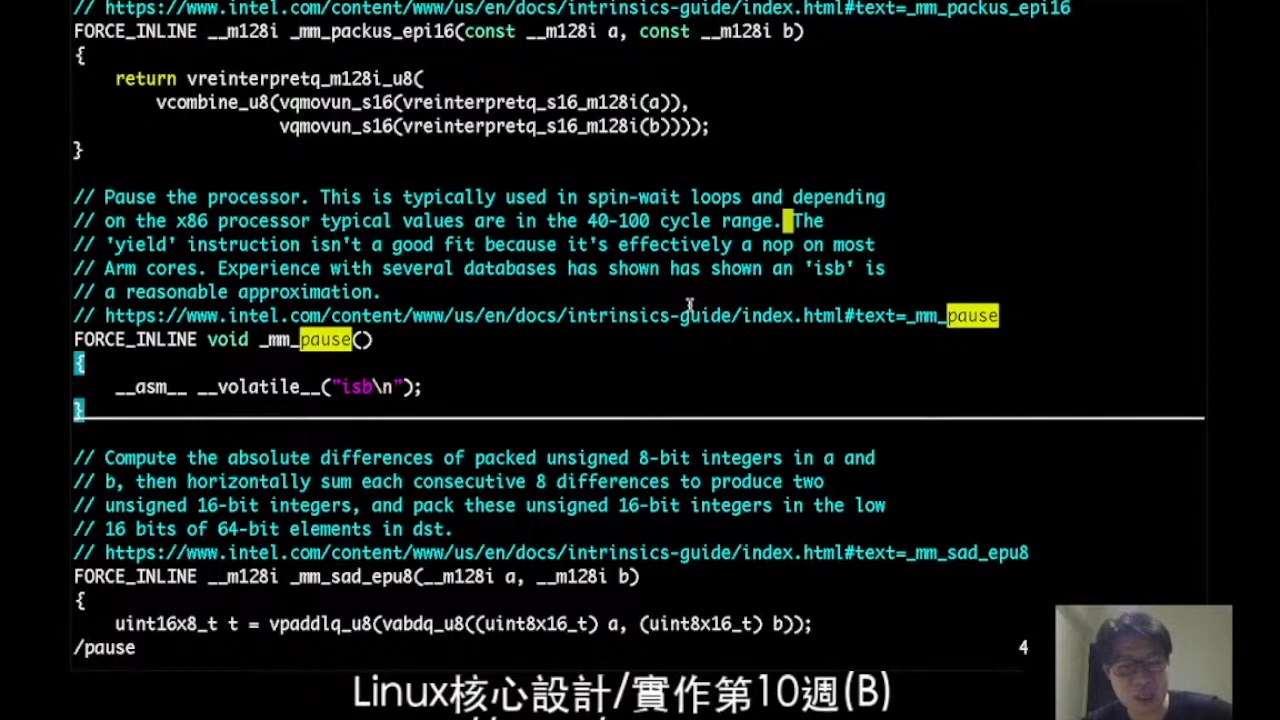 // https://www.intel.com/content/www/us/en/docs/intrinsics-guide/index.html#text=_mm_packus_epi16
FORCE_INLINE __m128i _mm_packus_epi16(const __m128i a, const __m128i b)
{
    return vreinterpretq_m128i_u8(
        vcombine_u8(vqmovun_s16(vreinterpretq_s16_m128i(a)),
                    vqmovun_s16(vreinterpretq_s16_m128i(b))));
}
// Pause the processor. This is typically used in spin-wait loops and depending
// on the x86 processor typical values are in the 40-100 cycle range. The
// 'yield' instruction isn't a good fit because it's effectively a nop on most
// Arm cores. Experience with several databases has shown has shown an 'isb' is
// a reasonable approximation.
// https://www.intel.com/content/www/us/en/docs/intrinsics-guide/index.html#text=_mm_pause
FORCE_INLINE void _mm_pause()
{
    __asm__ __volatile__("isb\n");
}
// Compute the absolute differences of packed unsigned 8-bit integers in a and
// b, then horizontally sum each consecutive 8 differences to produce two
// unsigned 16-bit integers, and pack these unsigned 16-bit integers in the low
// 16 bits of 64-bit elements in dst.
// https://www.intel.com/content/www/us/en/docs/intrinsics-guide/index.html#text=_mm_sad_epu8
FORCE_INLINE __m128i _mm_sad_epu8(__m128i a, __m128i b)
{
    uint16x8_t t = vpaddlq_u8(vabdq_u8((uint8x16_t) a, (uint8x16_t) b));
/pause 4
Linux核心設計/實作第10週(B)